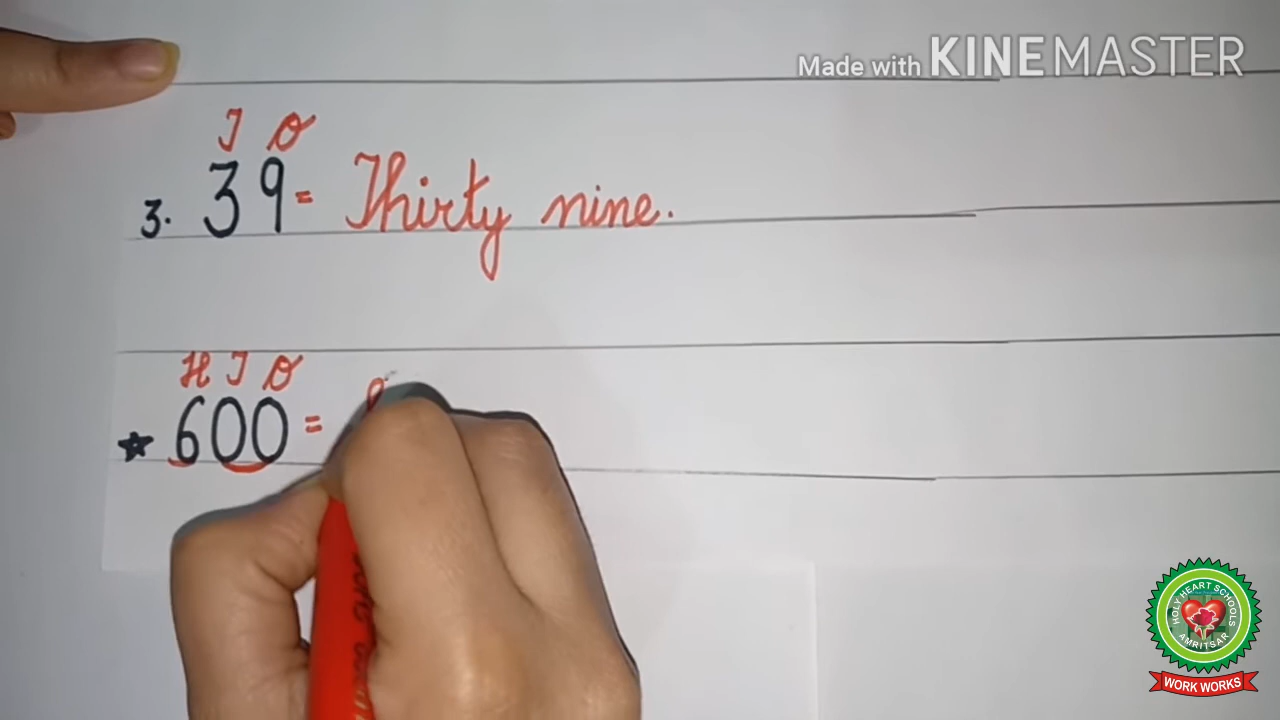 Made with KINEMASTER
T O
3. 39 = Thirty nine.
H T O
★ 600 =
HOLY HEART SCHOOLS
AMRITSAR
WORK WORKS